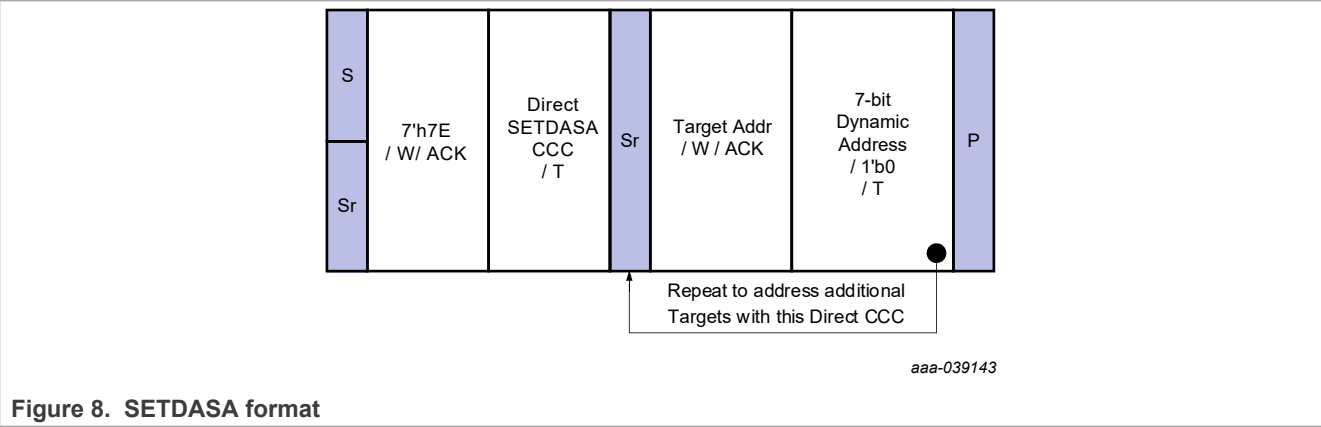 S
Sr
7'h7E
/ W/ ACK
Direct
SETDASA
CCC
/ T
Sr
Target Addr
/ W / ACK
7-bit
Dynamic
Address
/ 1'b0
/ T
P
Repeat to address additional
Targets with this Direct CCC
aaa-039143
Figure 8. SETDASA format